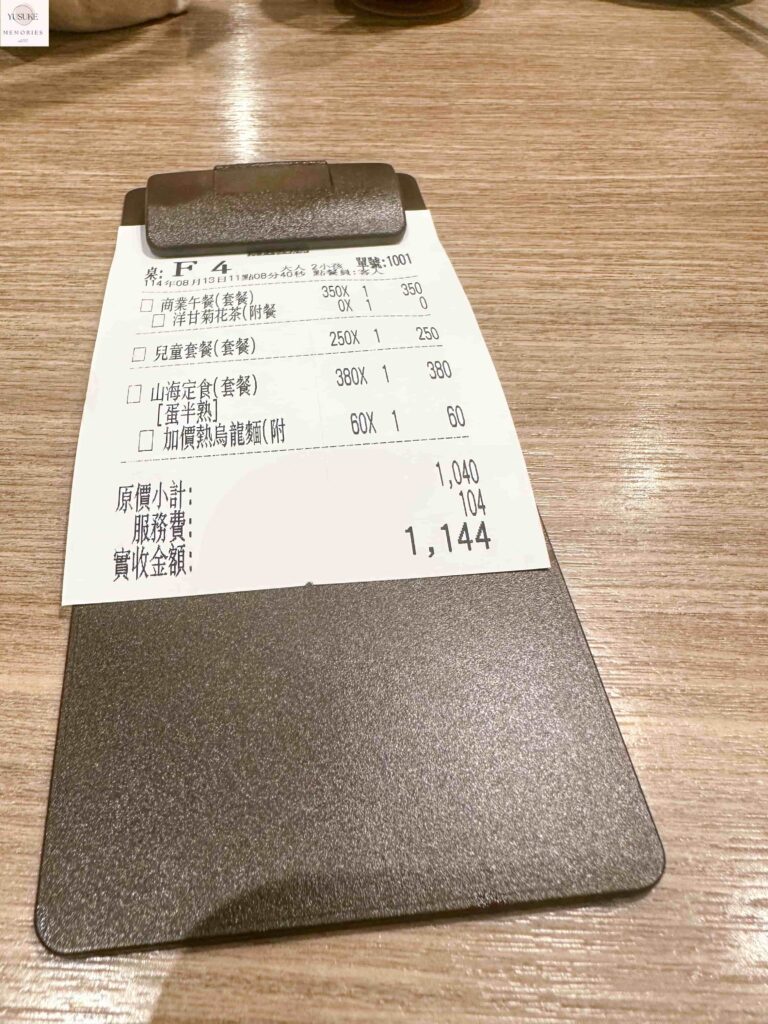 YUSUKE
MEMORIES
桌: F 4 大人 2小孩 單號:1001
114年08月13日11點08分40秒 點餐員:客人
□ 商業午餐(套餐) 350X 1 350
□ 洋甘菊花茶(附餐 0X 1 0
□ 兒童套餐(套餐) 250X 1 250
□ 山海定食(套餐) 380X 1 380
[蛋半熟]
□ 加價熱烏龍麵(附 60X 1 60
原價小計: 1,040
服務費: 104
實收金額: 1,144